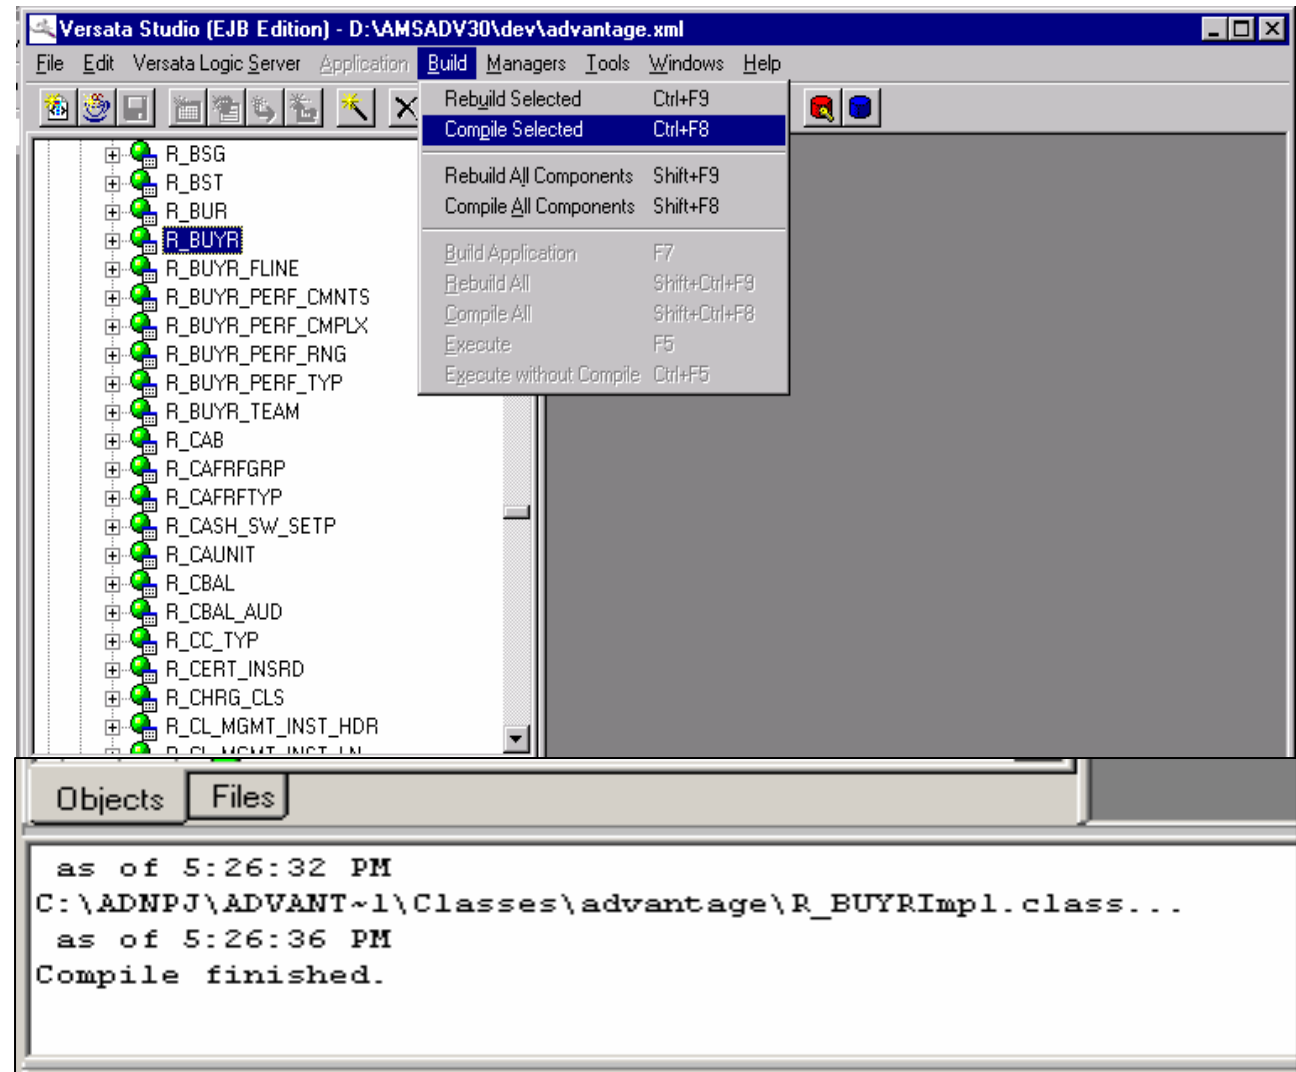 Versata Studio (EJB Edition) - D:\AMSADV30\dev\advantage.xml
File Edit Versata Logic Server Application Build Managers Tools Windows Help
Rebuild Selected Ctrl+F9
Compile Selected Ctrl+F8
Rebuild All Components Shift+F9
Compile All Components Shift+F8
Build Application F7
Rebuild All Shift+Ctrl+F9
Compile All Shift+Ctrl+F8
Execute F5
Execute without Compile Ctrl+F5
R_BSG
R_BST
R_BUR
R_BUYR
R_BUYR_FLINE
R_BUYR_PERF_CMNTS
R_BUYR_PERF_CMPLX
R_BUYR_PERF_RNG
R_BUYR_PERF_TYP
R_BUYR_TEAM
R_CAB
R_CAFRFGRP
R_CAFRFTYP
R_CASH_SW_SETP
R_CAUNIT
R_CBAL
R_CBAL_AUD
R_CC_TYP
R_CERT_INSRD
R_CHRG_CLS
R_CL_MGMT_INST_HDR
R_CL_MGMT_INST_LN
Objects Files
as of 5:26:32 PM
C:\ADNPJ\ADVANT~1\Classes\advantage\R_BUYRImpl.class...
as of 5:26:36 PM
Compile finished.